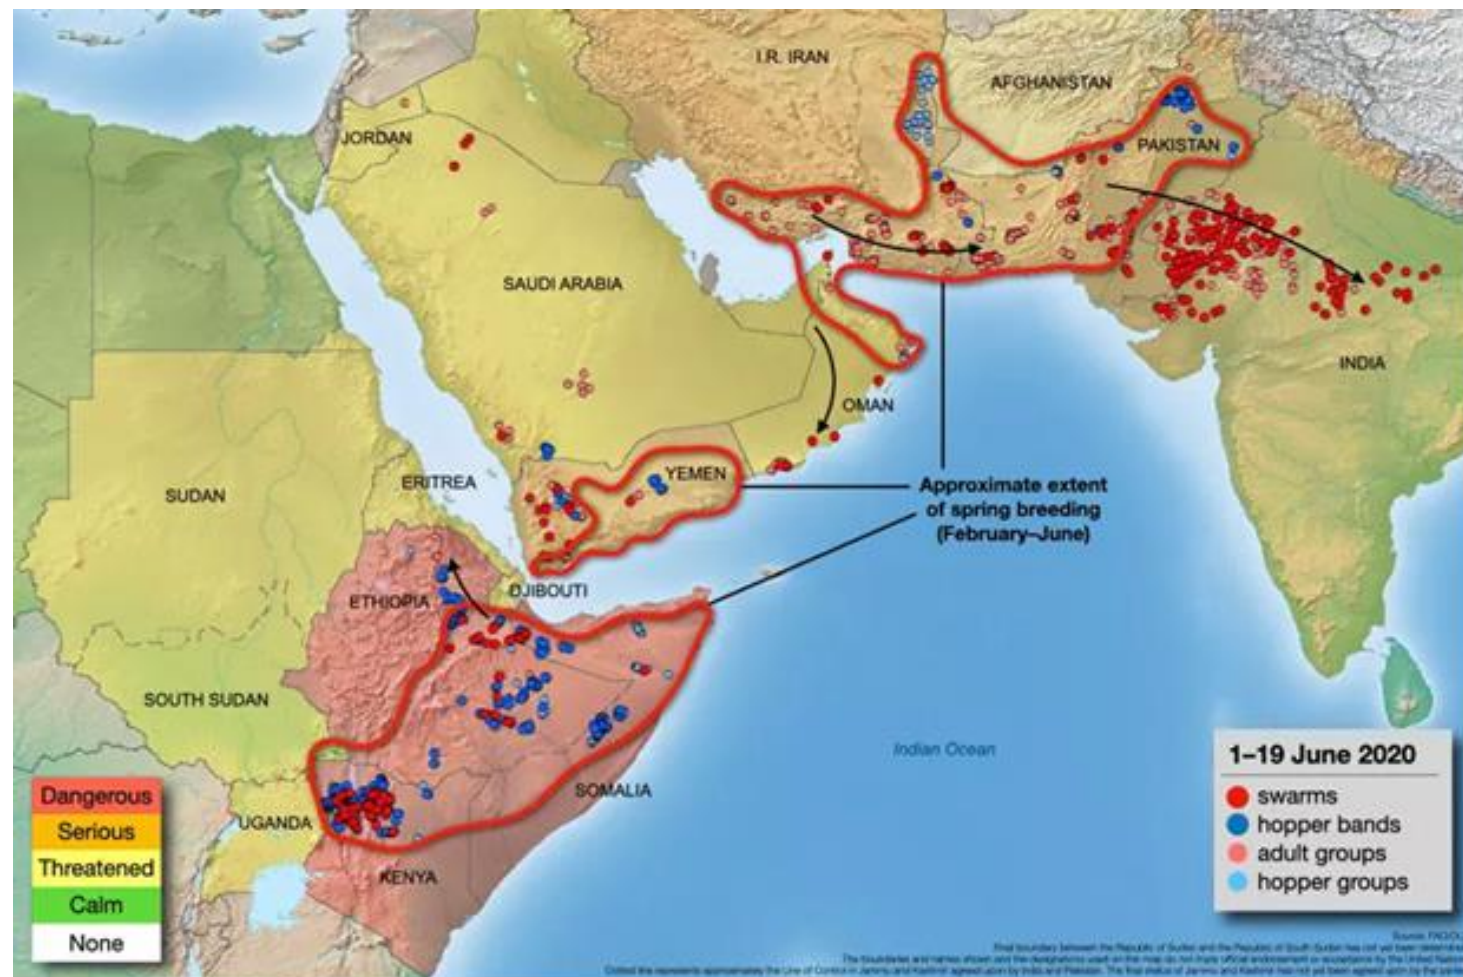 I.R. IRAN
AFGHANISTAN
JORDAN
PAKISTAN
SAUDI ARABIA
INDIA
OMAN
YEMEN
ERITREA
SUDAN
Approximate extent
of spring breeding
(February–June)
DJIBOUTI
ETHIOPIA
SOUTH SUDAN
Indian Ocean
SOMALIA
UGANDA
KENYA
Dangerous
Serious
Threatened
Calm
None
1–19 June 2020
swarms
hopper bands
adult groups
hopper groups